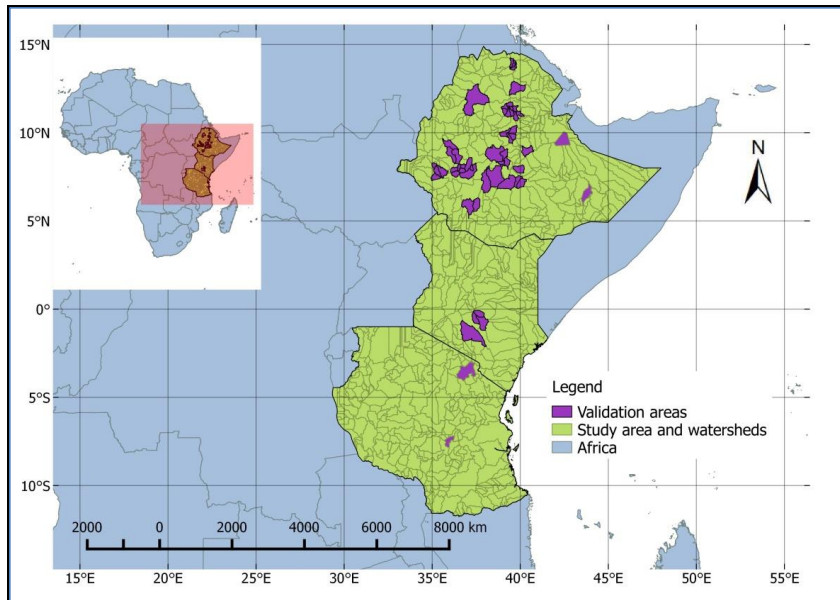 15°N
10°N
5°N
0°
5°S
10°S
N
Legend
Validation areas
Study area and watersheds
Africa
2000 0 2000 4000 6000 8000 km
15°E 20°E 25°E 30°E 35°E 40°E 45°E 50°E 55°E